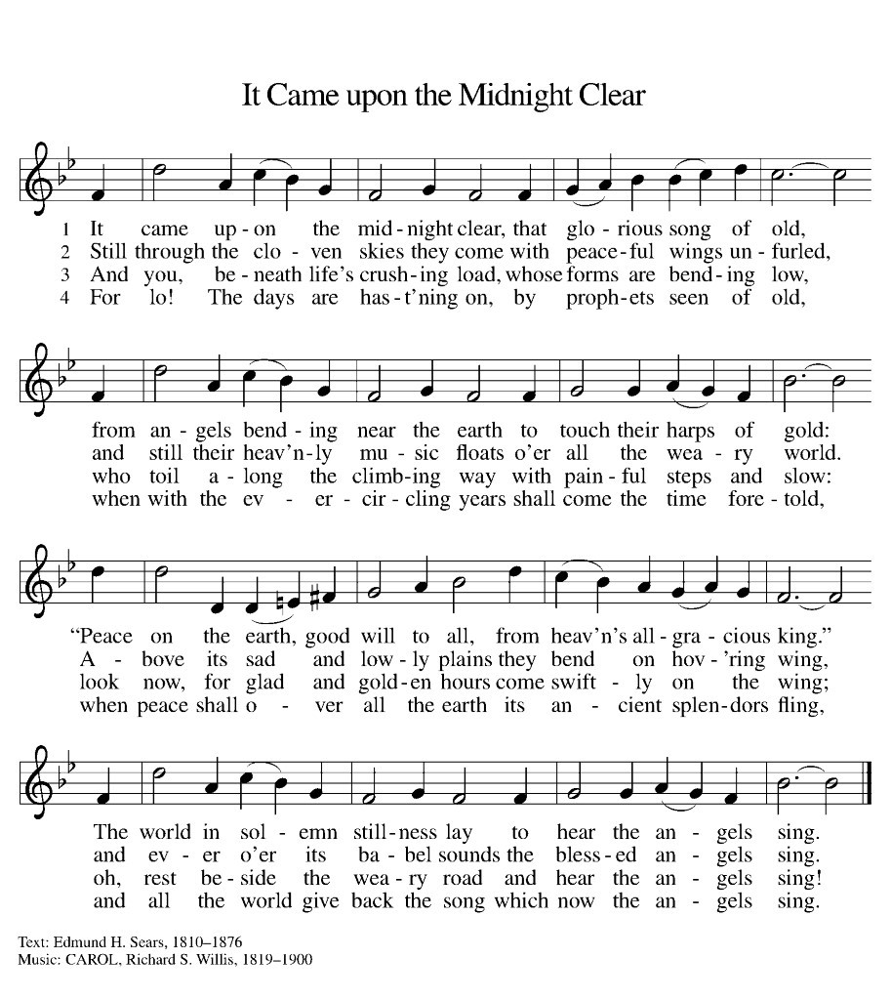 It Came upon the Midnight Clear
1 It came up - on the mid - night clear, that glo - rious song of old,
2 Still through the clo - ven skies they come with peace - ful wings un - furled,
3 And you, be - neath life's crush - ing load, whose forms are bend - ing low,
4 For lo! The days are has - t'ning on, by proph - ets seen of old,
from an - gels bend - ing near the earth to touch their harps of gold:
and still their heav'n - ly mu - sic floats o'er all the wea - ry world.
who toil a - long the climb - ing way with pain - ful steps and slow:
when with the ev - er - cir - cling years shall come the time fore - told,
“Peace on the earth, good will to all, from heav'n's all - gra - cious king.”
A - bove its sad and low - ly plains they bend on hov - 'ring wing,
look now, for glad and gold - en hours come swift - ly on the wing;
when peace shall o - ver all the earth its an - cient splen - dors fling,
The world in sol - emn still - ness lay to hear the an - gels sing.
and ev - er o'er its ba - bel sounds the bless - ed an - gels sing.
oh, rest be - side the wea - ry road and hear the an - gels sing!
and all the world give back the song which now the an - gels sing.
Text: Edmund H. Sears, 1810–1876
Music: CAROL, Richard S. Willis, 1819–1900